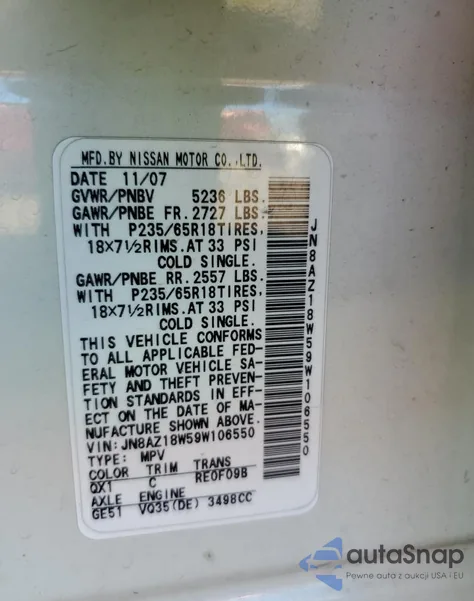 MFD.BY NISSAN MOTOR CO.,LTD.
DATE 11/07
GVWR/PNBV 5236 LBS.
GAWR/PNBE FR. 2727 LBS.
WITH P235/65R18TIRES,
18X7½RIMS.AT 33 PSI
COLD SINGLE.
GAWR/PNBE RR. 2557 LBS.
WITH P235/65R18TIRES,
18X7½RIMS.AT 33 PSI
COLD SINGLE.
THIS VEHICLE CONFORMS
TO ALL APPLICABLE FED-
ERAL MOTOR VEHICLE SA-
FETY AND THEFT PREVEN-
TION STANDARDS IN EFF-
ECT ON THE DATE OF MA-
NUFACTURE SHOWN ABOVE.
VIN:JN8AZ18W59W106550
TYPE: MPV
COLOR TRIM TRANS
QX1 C RE0F09B
AXLE ENGINE
GE51 VQ35(DE) 3498CC
JN8AZ18W59W106550
autaSnap
Pewne auta z aukcji USA i EU